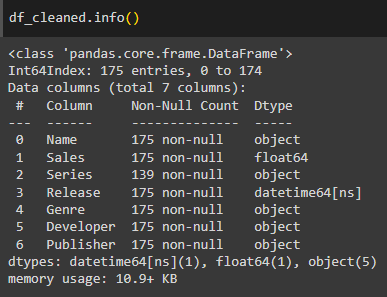 df_cleaned.info()
<class 'pandas.core.frame.DataFrame'>
Int64Index: 175 entries, 0 to 174
Data columns (total 7 columns):
 #   Column     Non-Null Count  Dtype
---  ------     --------------  -----
 0   Name       175 non-null    object
 1   Sales      175 non-null    float64
 2   Series     139 non-null    object
 3   Release    175 non-null    datetime64[ns]
 4   Genre      175 non-null    object
 5   Developer  175 non-null    object
 6   Publisher  175 non-null    object
dtypes: datetime64[ns](1), float64(1), object(5)
memory usage: 10.9+ KB